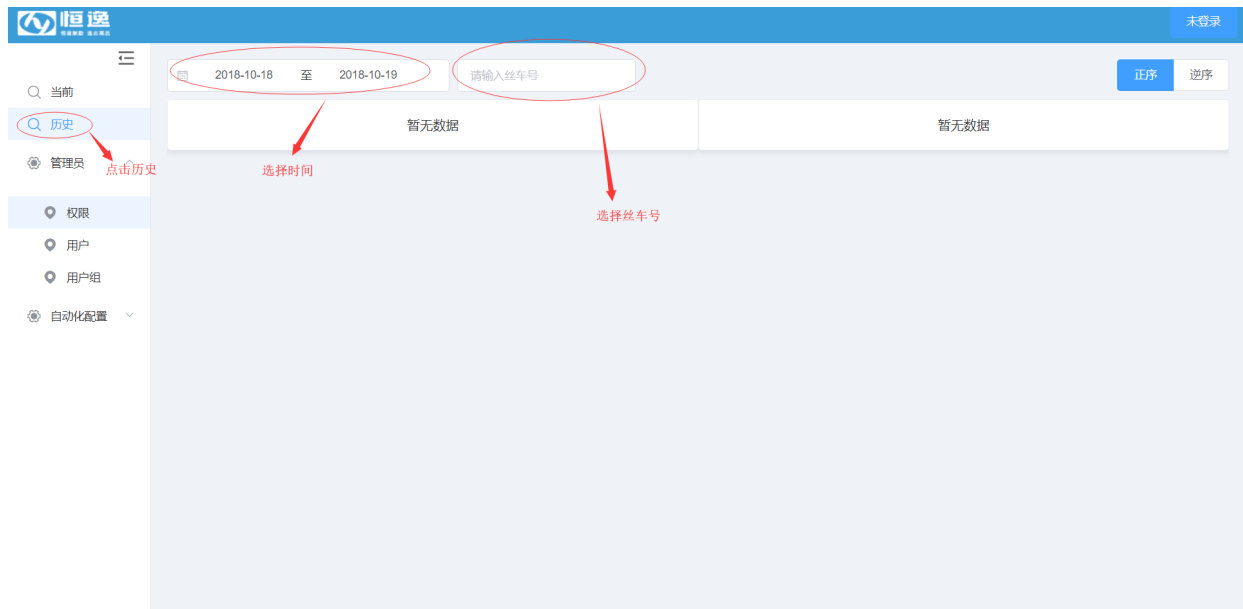 恒逸
未登录
当前
历史
管理员
权限
用户
用户组
自动化配置
点击历史
2018-10-18 至 2018-10-19
请输入丝车号
正序 逆序
暂无数据 暂无数据
选择时间
选择丝车号